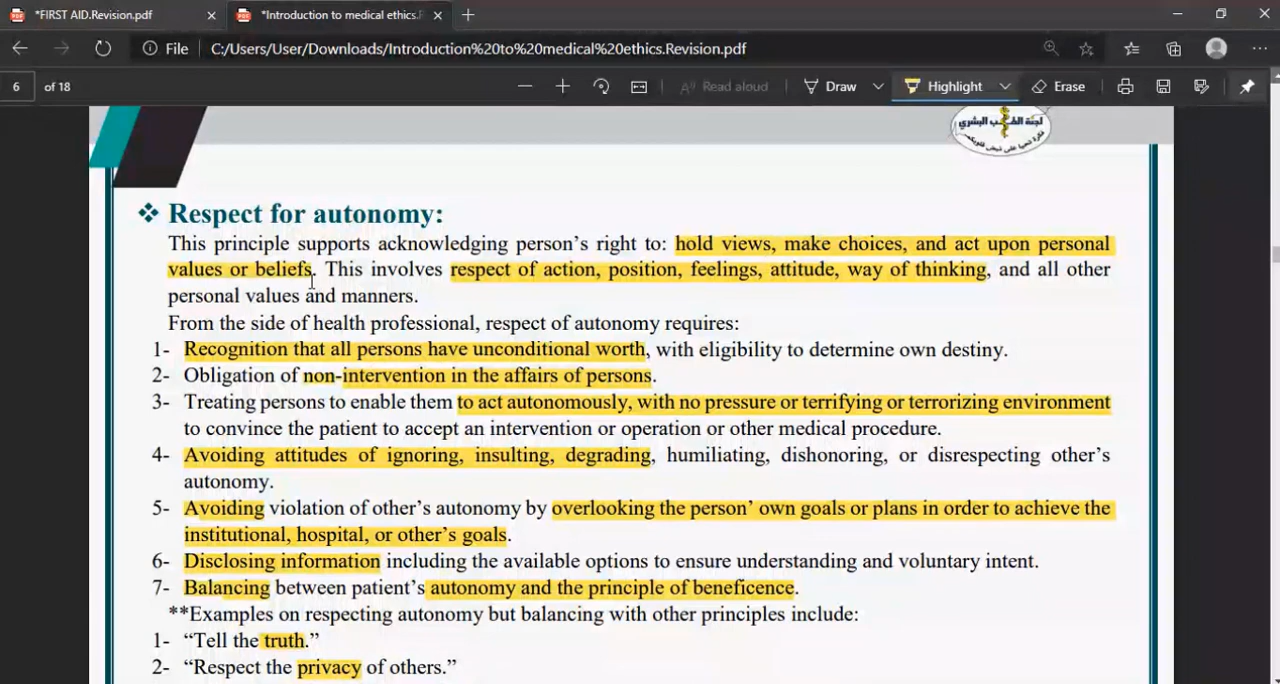 *FIRST AID.Revision.pdf
*Introduction to medical ethics.F
File
C:/Users/User/Downloads/Introduction%20to%20medical%20ethics.Revision.pdf
6 of 18
Read aloud
Draw
Highlight
Erase
لجنة الطب البشري
Respect for autonomy:
This principle supports acknowledging person's right to: hold views, make choices, and act upon personal
values or beliefs. This involves respect of action, position, feelings, attitude, way of thinking, and all other
personal values and manners.
From the side of health professional, respect of autonomy requires:
1- Recognition that all persons have unconditional worth, with eligibility to determine own destiny.
2- Obligation of non-intervention in the affairs of persons.
3- Treating persons to enable them to act autonomously, with no pressure or terrifying or terrorizing environment
to convince the patient to accept an intervention or operation or other medical procedure.
4- Avoiding attitudes of ignoring, insulting, degrading, humiliating, dishonoring, or disrespecting other's
autonomy.
5- Avoiding violation of other's autonomy by overlooking the person' own goals or plans in order to achieve the
institutional, hospital, or other's goals.
6- Disclosing information including the available options to ensure understanding and voluntary intent.
7- Balancing between patient's autonomy and the principle of beneficence.
**Examples on respecting autonomy but balancing with other principles include:
1- “Tell the truth.”
2- “Respect the privacy of others.”